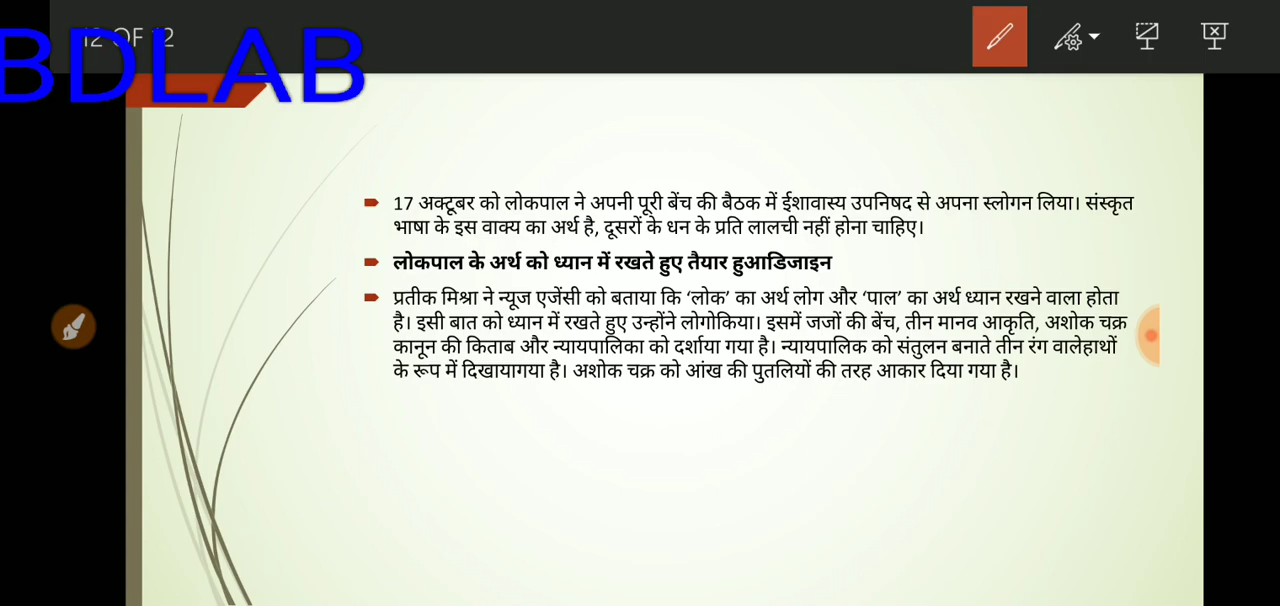 12 OF 12
BDLAB
17 अक्टूबर को लोकपाल ने अपनी पूरी बेंच की बैठक में ईशावास्य उपनिषद से अपना स्लोगन लिया। संस्कृत
भाषा के इस वाक्य का अर्थ है, दूसरों के धन के प्रति लालची नहीं होना चाहिए।
लोकपाल के अर्थ को ध्यान में रखते हुए तैयार हुआडिजाइन
प्रतीक मिश्रा ने न्यूज एजेंसी को बताया कि ‘लोक’ का अर्थ लोग और ‘पाल’ का अर्थ ध्यान रखने वाला होता
है। इसी बात को ध्यान में रखते हुए उन्होंने लोगोकिया। इसमें जजों की बेंच, तीन मानव आकृति, अशोक चक्र
कानून की किताब और न्यायपालिका को दर्शाया गया है। न्यायपालिक को संतुलन बनाते तीन रंग वालेहाथों
के रूप में दिखायागया है। अशोक चक्र को आंख की पुतलियों की तरह आकार दिया गया है।